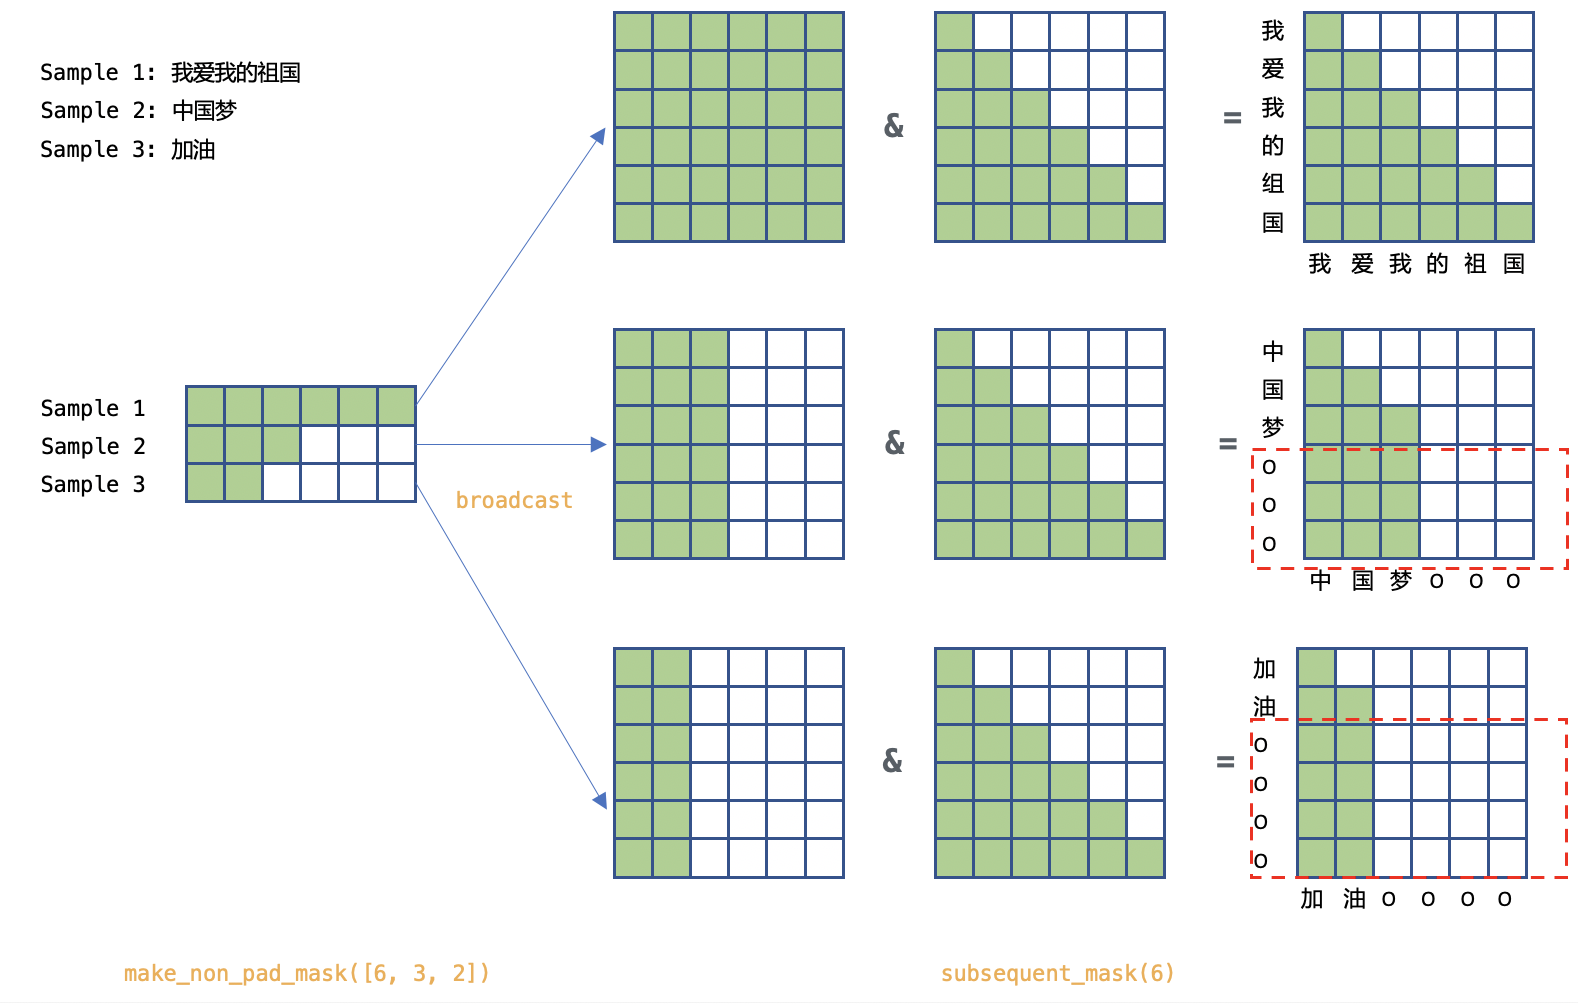 Sample 1: 我爱我的祖国
Sample 2: 中国梦
Sample 3: 加油
&
=
我
爱
我
的
组
国
我 爱 我 的 祖 国
Sample 1
Sample 2
Sample 3
broadcast
&
=
中
国
梦
o
o
o
中 国 梦 o o o
&
=
加
油
o
o
o
o
加 油 o o o o
make_non_pad_mask([6, 3, 2])
subsequent_mask(6)